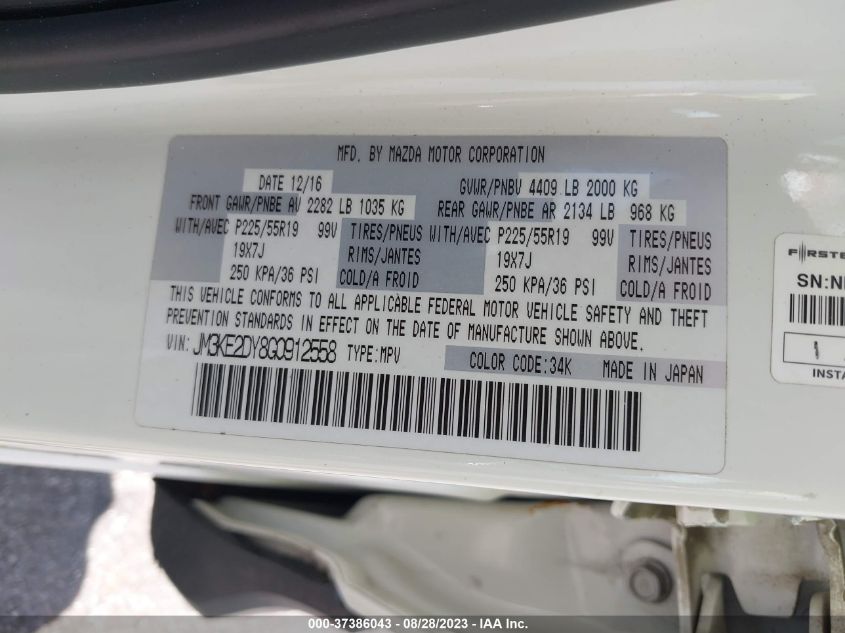 MFD. BY MAZDA MOTOR CORPORATION
DATE 12/16 GVWR/PNBV 4409 LB 2000 KG
FRONT GAWR/PNBE AV 2282 LB 1035 KG REAR GAWR/PNBE AR 2134 LB 968 KG
WITH/AVEC P225/55R19 99V TIRES/PNEUS WITH/AVEC P225/55R19 99V TIRES/PNEUS
19X7J RIMS/JANTES 19X7J RIMS/JANTES
250 KPA/36 PSI COLD/A FROID 250 KPA/36 PSI COLD/A FROID
THIS VEHICLE CONFORMS TO ALL APPLICABLE FEDERAL MOTOR VEHICLE SAFETY AND THEFT
PREVENTION STANDARDS IN EFFECT ON THE DATE OF MANUFACTURE SHOWN ABOVE.
VIN: JM3KE2DY8G0912558 TYPE:MPV COLOR CODE:34K MADE IN JAPAN
SN:
000-37386043 - 08/28/2023 - IAA Inc.